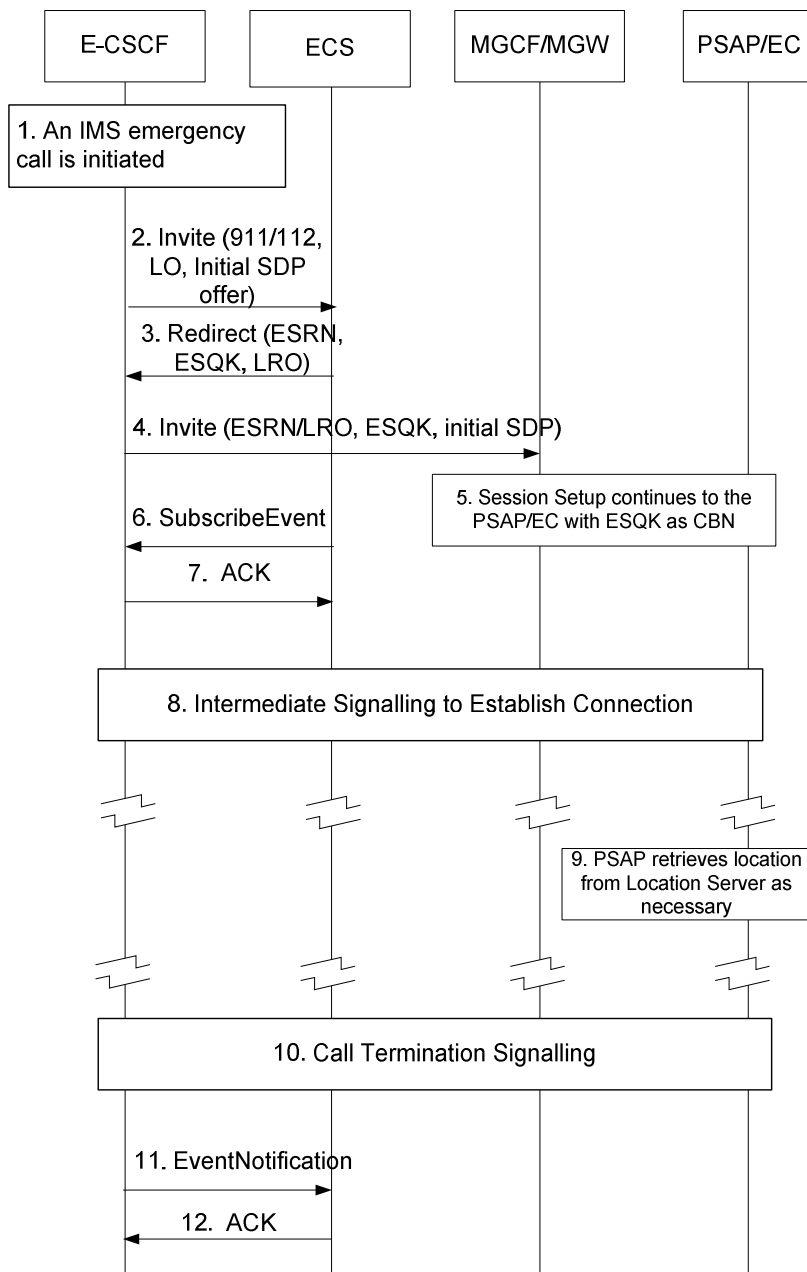 E-CSCF
ECS
MGCF/MGW
PSAP/EC
1. An IMS emergency
call is initiated
2. Invite (911/112,
LO, Initial SDP
offer)
3. Redirect (ESRN,
ESQK, LRO)
4. Invite (ESRN/LRO, ESQK, initial SDP)
5. Session Setup continues to the
PSAP/EC with ESQK as CBN
6. SubscribeEvent
7. ACK
8. Intermediate Signalling to Establish Connection
9. PSAP retrieves location
from Location Server as
necessary
10. Call Termination Signalling
11. EventNotification
12. ACK